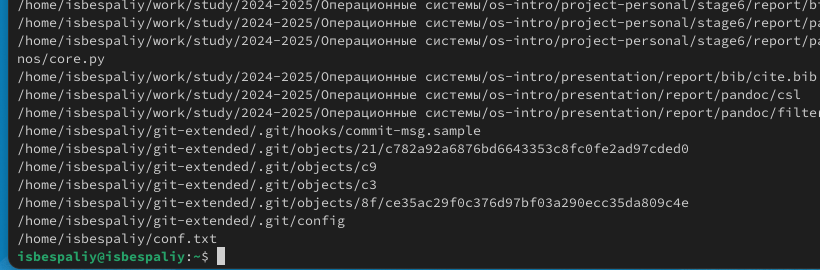 /home/isbespaliy/work/study/2024-2025/Операционные системы/os-intro/project-personal/stage6/report/b
/home/isbespaliy/work/study/2024-2025/Операционные системы/os-intro/project-personal/stage6/report/pa
/home/isbespaliy/work/study/2024-2025/Операционные системы/os-intro/project-personal/stage6/report/pa
nos/core.py
/home/isbespaliy/work/study/2024-2025/Операционные системы/os-intro/presentation/report/bib/cite.bib
/home/isbespaliy/work/study/2024-2025/Операционные системы/os-intro/presentation/report/pandoc/csl
/home/isbespaliy/work/study/2024-2025/Операционные системы/os-intro/presentation/report/pandoc/filter
/home/isbespaliy/git-extended/.git/hooks/commit-msg.sample
/home/isbespaliy/git-extended/.git/objects/21/c782a92a6876bd6643353c8fc0fe2ad97cded0
/home/isbespaliy/git-extended/.git/objects/c9
/home/isbespaliy/git-extended/.git/objects/c3
/home/isbespaliy/git-extended/.git/objects/8f/ce35ac29f0c376d97bf03a290ecc35da809c4e
/home/isbespaliy/git-extended/.git/config
/home/isbespaliy/conf.txt
isbespaliy@isbespaliy:~$